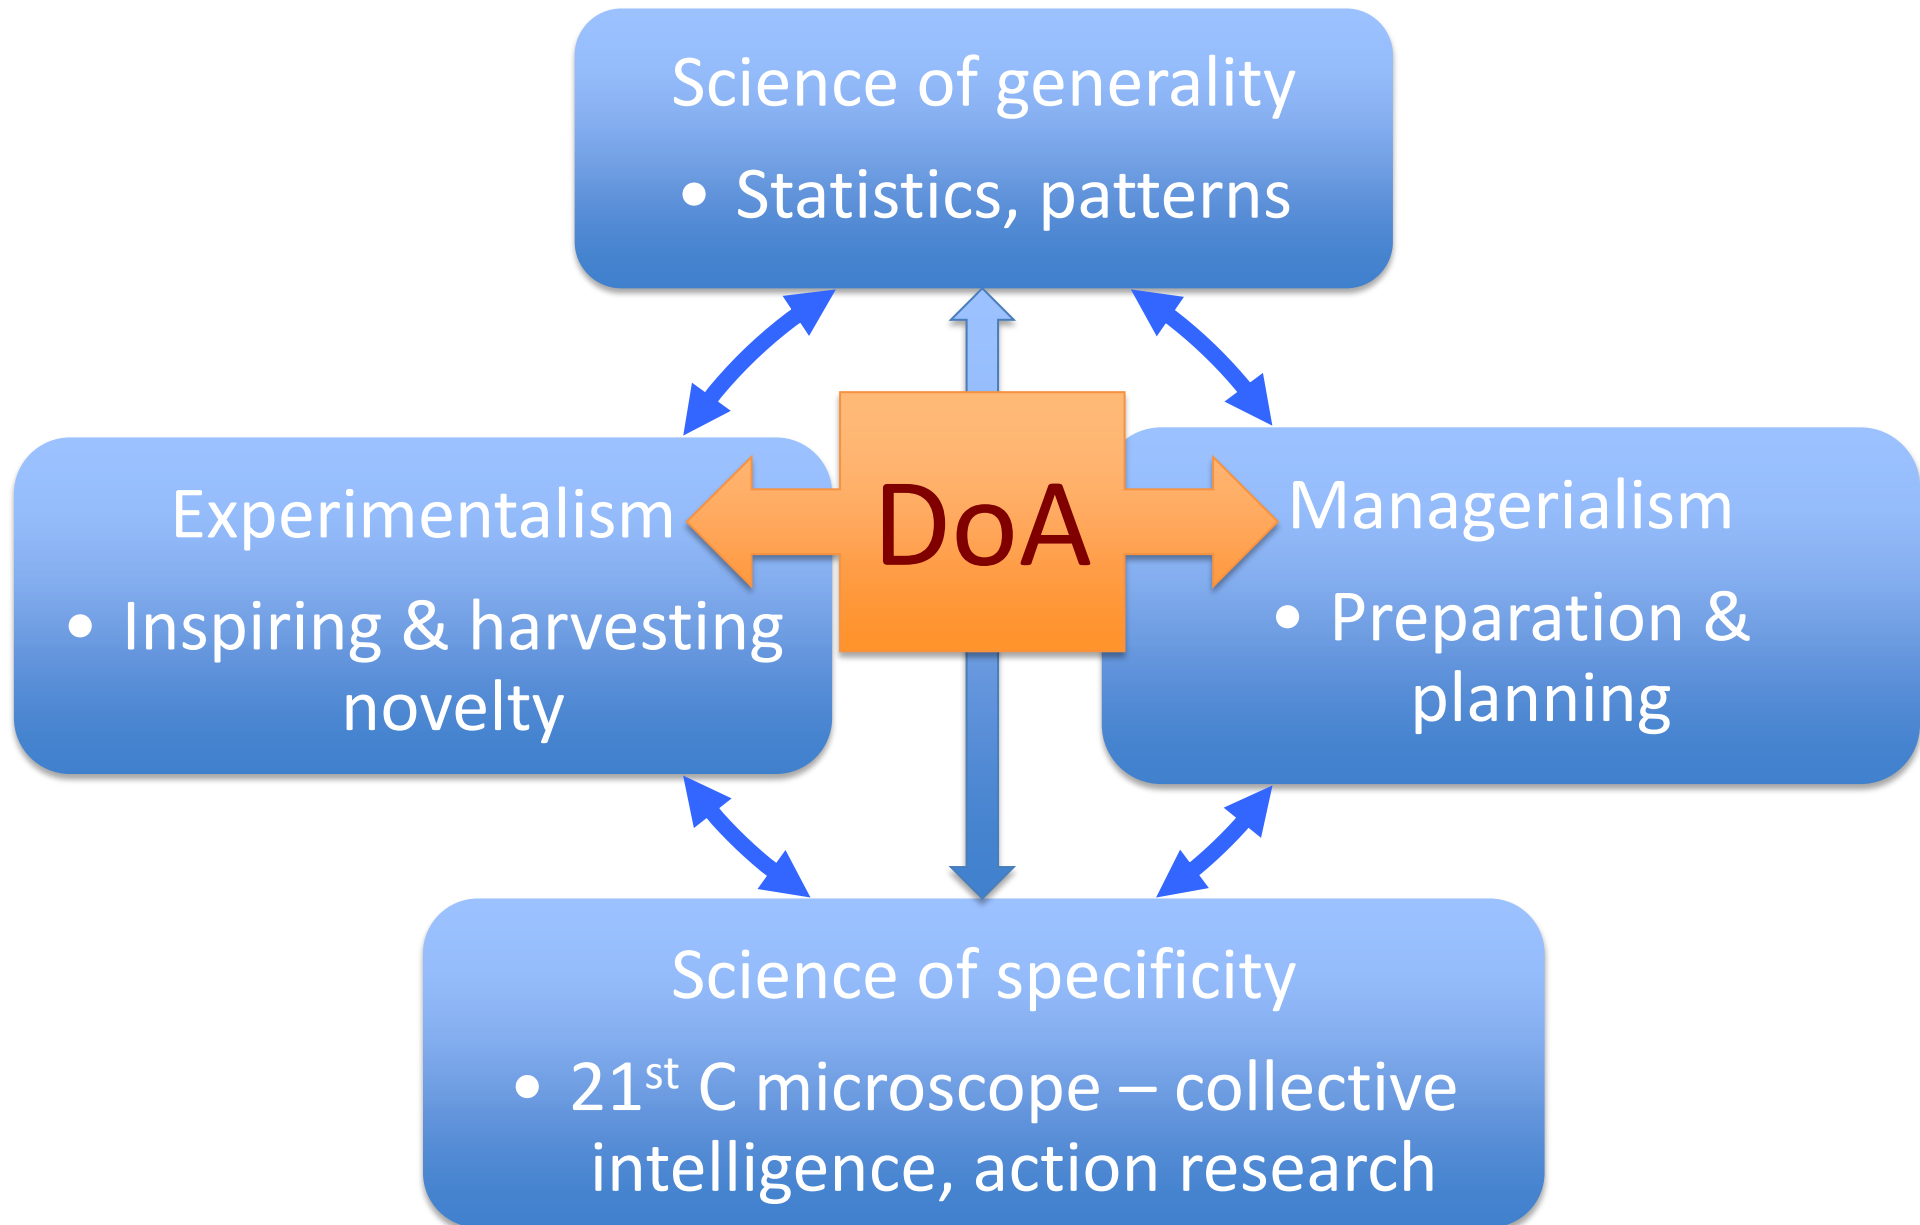 Science of generality
• Statistics, patterns
Experimentalism
• Inspiring & harvesting
novelty
DoA
Managerialism
• Preparation &
planning
Science of specificity
• 21st C microscope – collective
intelligence, action research